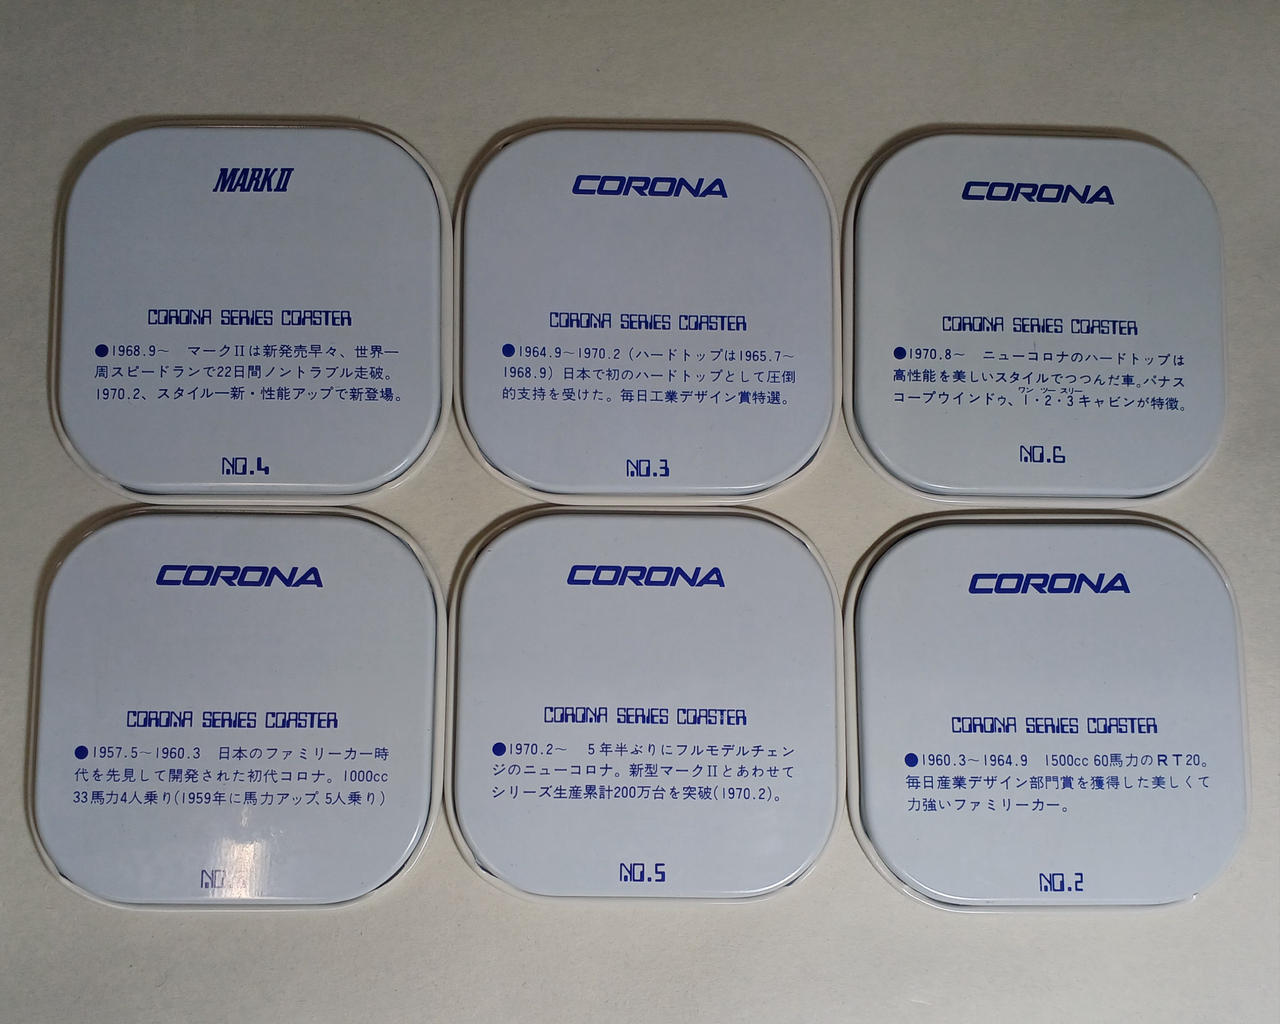 MARKⅡ
CORONA SERIES COASTER
●1968.9～　マークⅡは新発売早々、世界一
周スピードランで22日間ノントラブル走破。
1970.2、スタイル一新・性能アップで新登場。
NO.4
CORONA
CORONA SERIES COASTER
●1964.9～1970.2（ハードトップは1965.7～
1968.9）日本で初のハードトップとして圧倒
的支持を受けた。毎日工業デザイン賞特選。
NO.3
CORONA
CORONA SERIES COASTER
●1970.8～　ニューコロナのハードトップは
高性能を美しいスタイルでつつんだ車。パナス
ワン ツー スリー
コープウインドゥ、1・2・3キャビンが特徴。
NO.6
CORONA
CORONA SERIES COASTER
●1957.5～1960.3　日本のファミリーカー時
代を先見して開発された初代コロナ。1000cc
33馬力4人乗り(1959年に馬力アップ、5人乗り)
NO.
CORONA
CORONA SERIES COASTER
●1970.2～　5年半ぶりにフルモデルチェン
ジのニューコロナ。新型マークⅡとあわせて
シリーズ生産累計200万台を突破(1970.2)。
NO.5
CORONA
CORONA SERIES COASTER
●1960.3～1964.9　1500cc 60馬力のRT20。
毎日産業デザイン部門賞を獲得した美しくて
力強いファミリーカー。
NO.2